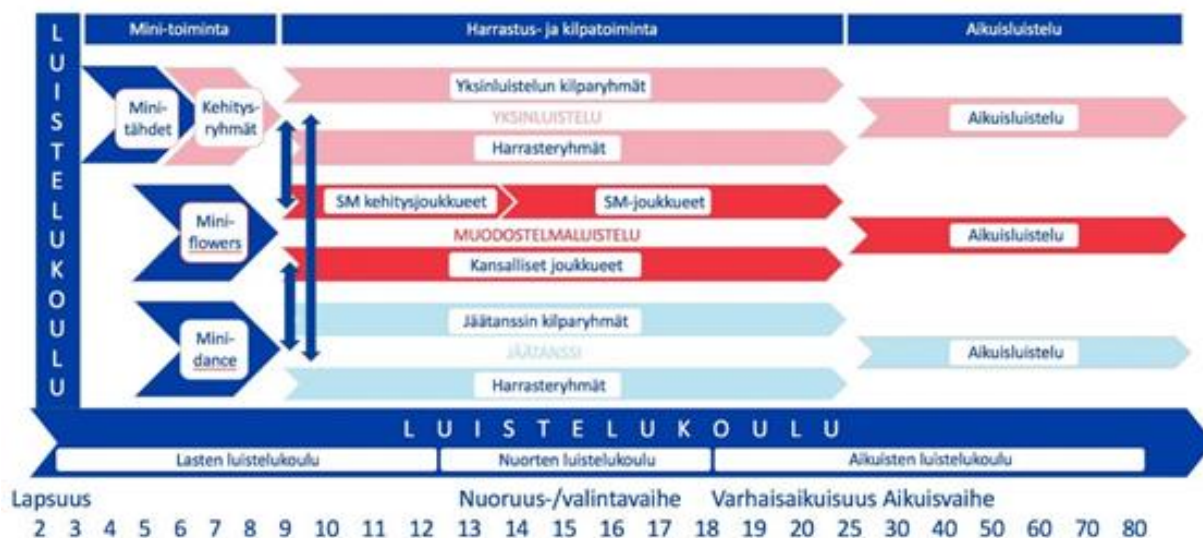 LUISTELUKOULU
Mini-toiminta
Harrastus- ja kilpatoiminta
Aikuisluistelu
Mini-
tähdet
Kehitys-
ryhmät
Yksinluistelun kilparyhmät
YKSINLUISTELU
Harrasteryhmät
Aikuisluistelu
Mini-
flowers
SM kehitysjoukkueet
SM-joukkueet
MUODOSTELMALUISTELU
Kansalliset joukkueet
Aikuisluistelu
Mini-
dance
Jäätanssin kilparyhmät
JÄÄTANSSI
Harrasteryhmät
Aikuisluistelu
LUISTELUKOULU
Lasten luistelukoulu
Nuorten luistelukoulu
Aikuisten luistelukoulu
Lapsuus
Nuoruus-/valintavaihe
Varhaisaikuisuus Aikuisvaihe
2 3 4 5 6 7 8 9 10 11 12 13 14 15 16 17 18 19 20 25 30 40 50 60 70 80